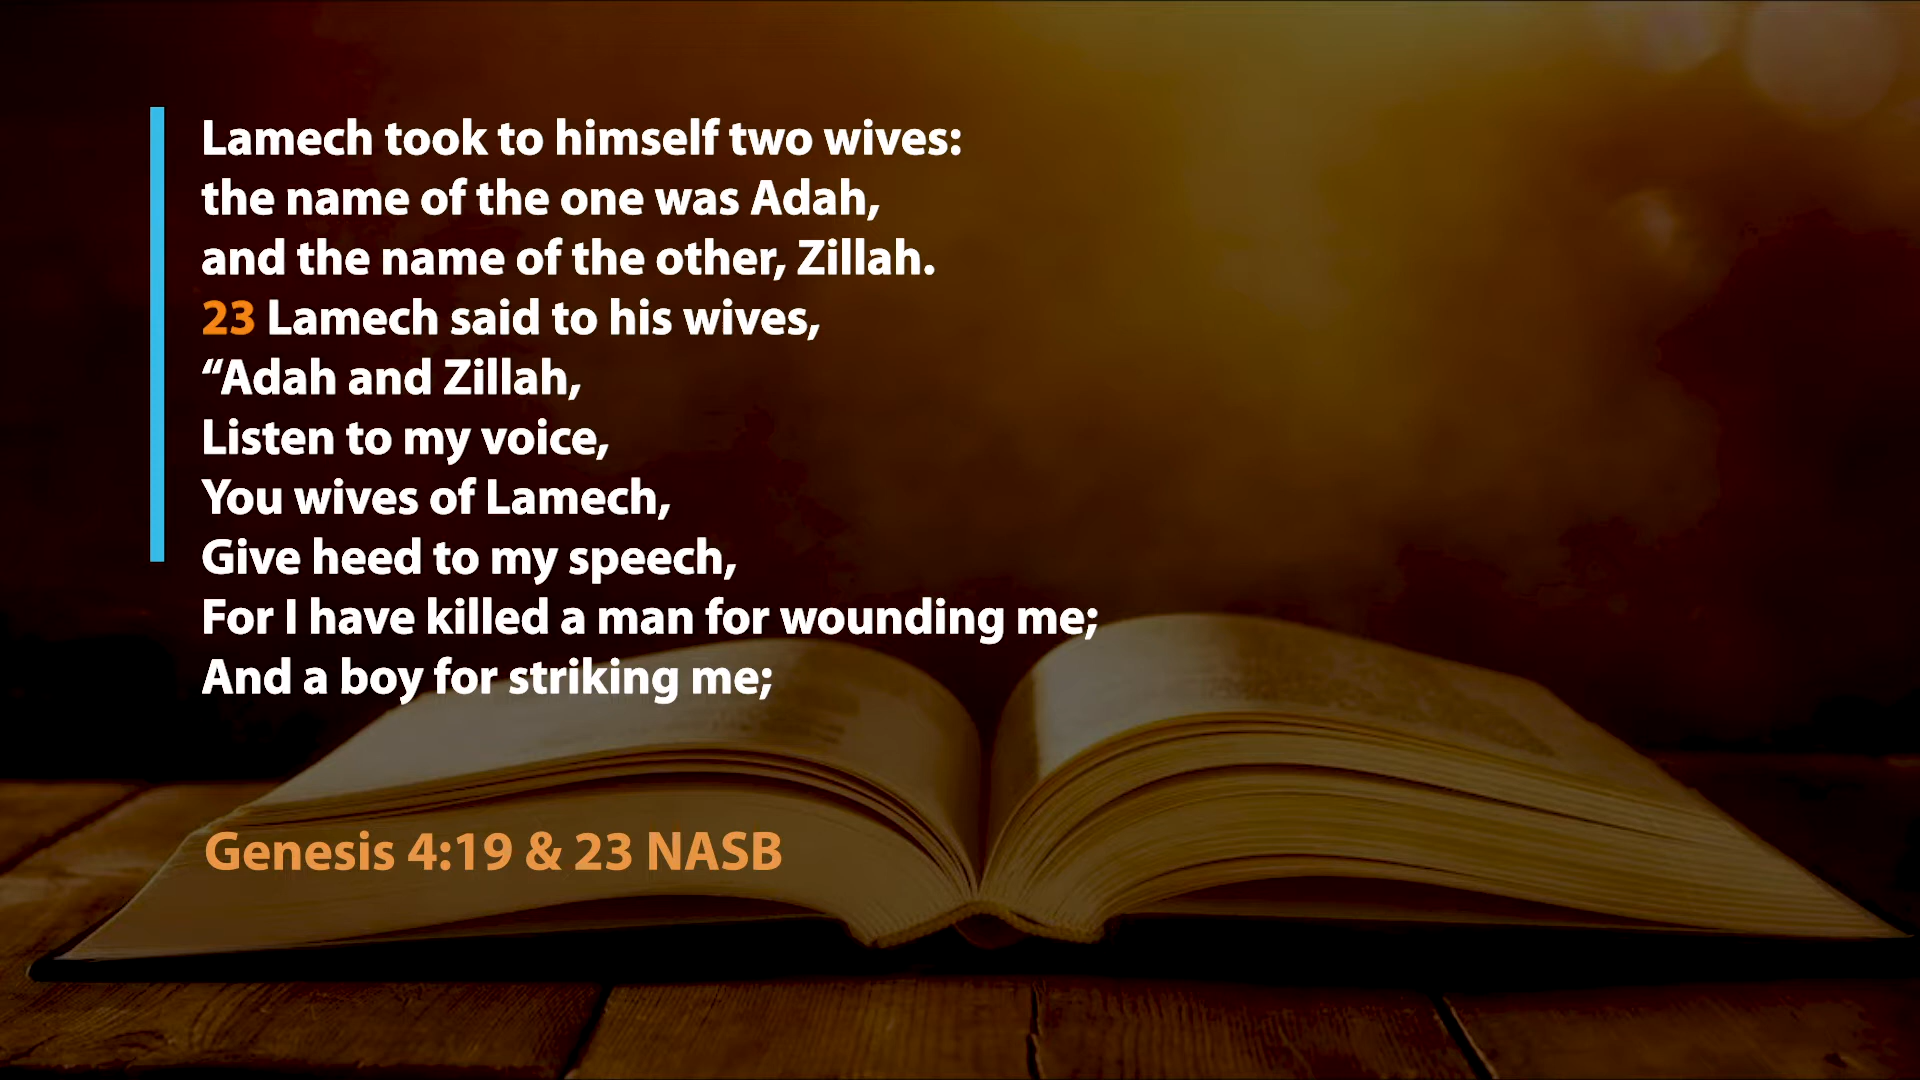 Lamech took to himself two wives:
the name of the one was Adah,
and the name of the other, Zillah.
23 Lamech said to his wives,
“Adah and Zillah,
Listen to my voice,
You wives of Lamech,
Give heed to my speech,
For I have killed a man for wounding me;
And a boy for striking me;
Genesis 4:19 & 23 NASB